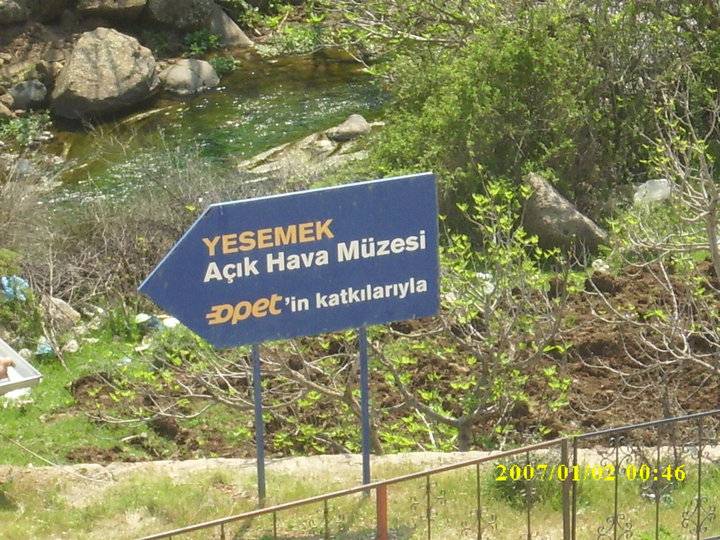 YESEMEK
Açık Hava Müzesi
Opet'in katkılarıyla
2007/01/02 00:46